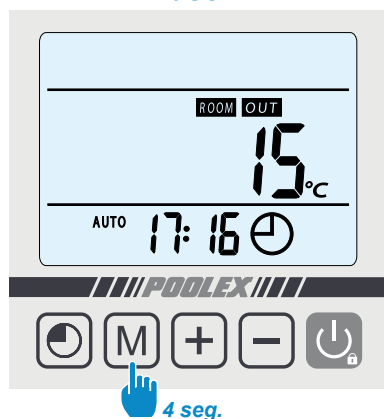 ROOM OUT
15 °C
AUTO 17:16
POOLEX
M + −
4 seg.